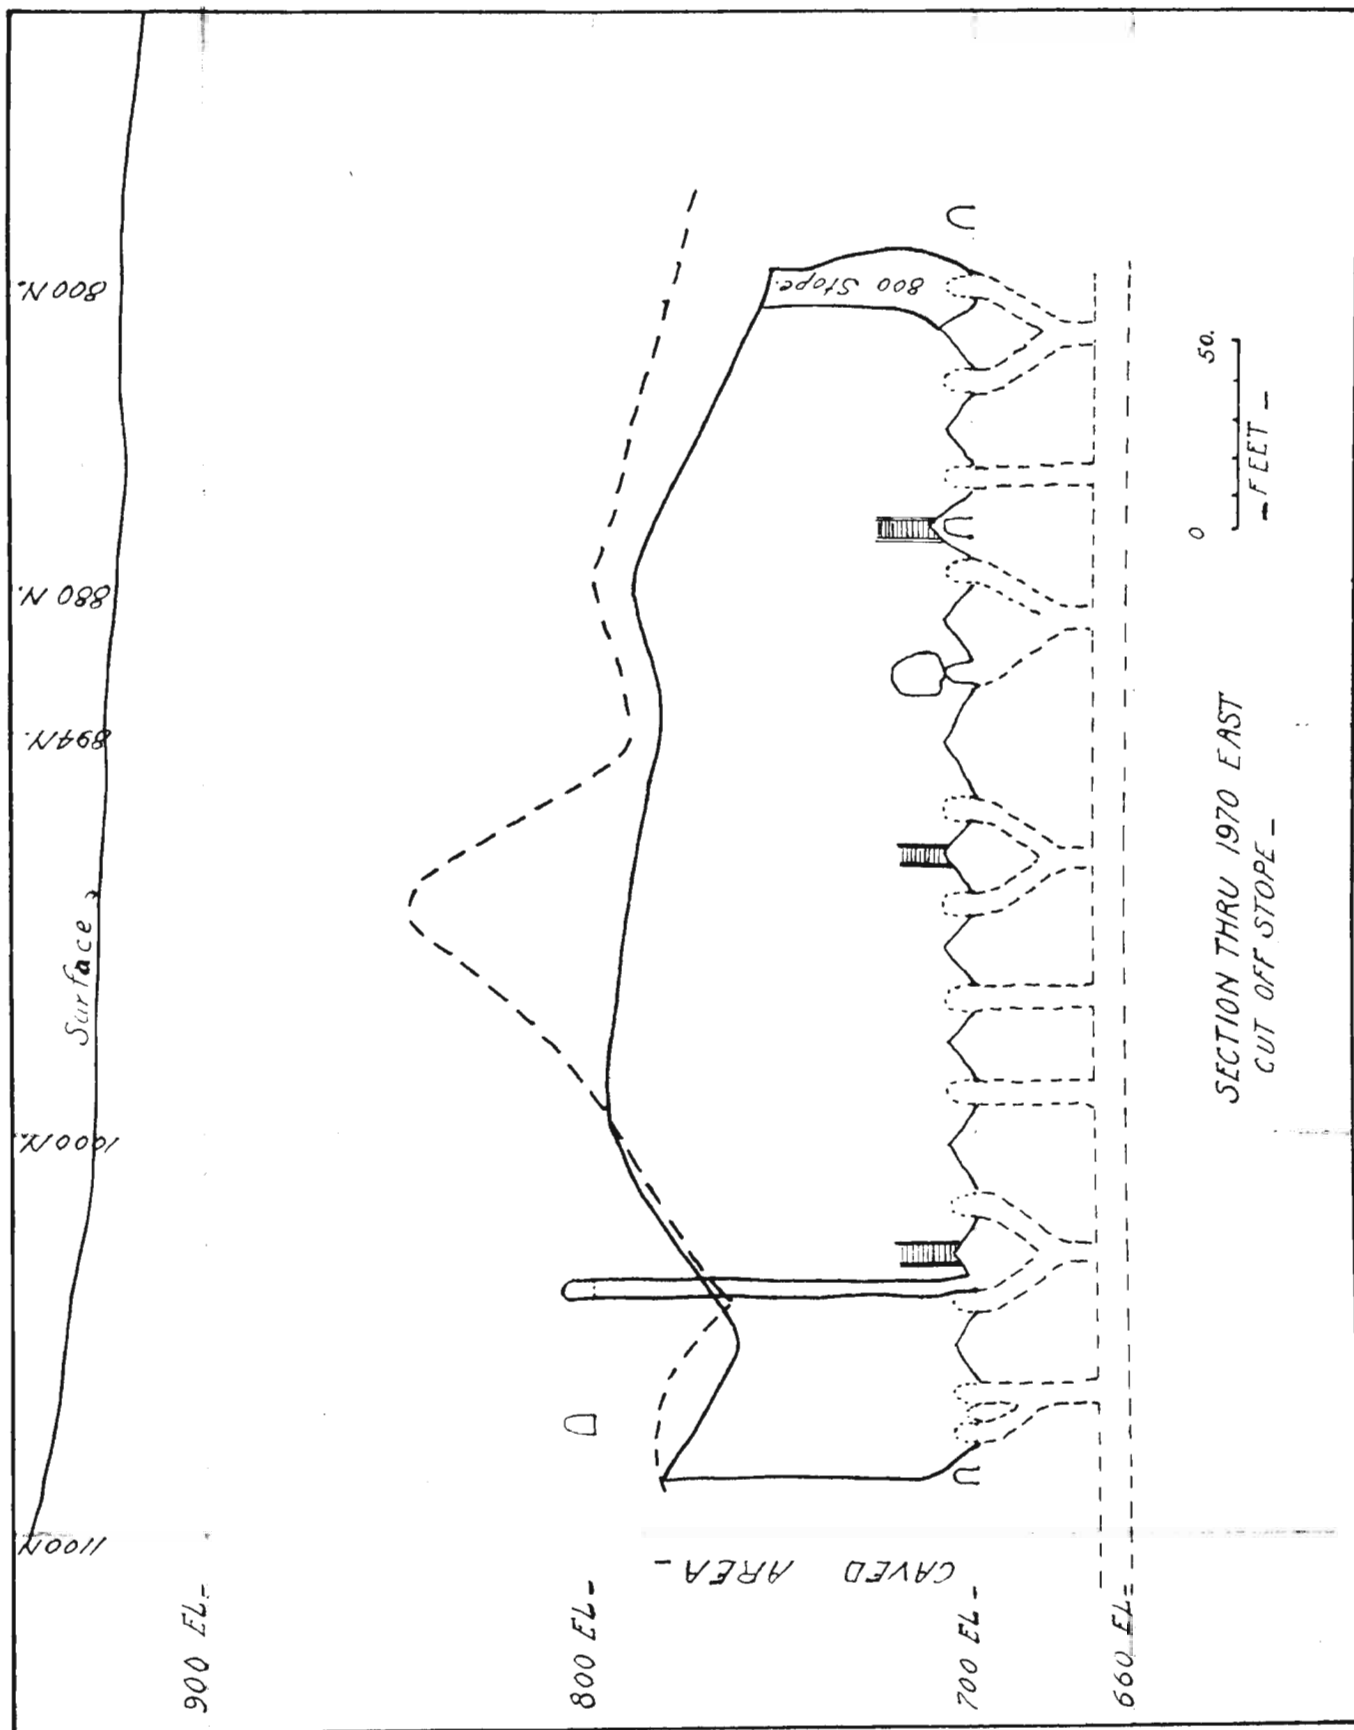 1100N
1000N.
894N.
880 N.
800N.
Surface
900 EL-
800 EL-
700 EL-
660 EL-
CAVED AREA-
800 Stope.
SECTION THRU 1970 EAST
CUT OFF STOPE-
0 50.
-FEET-